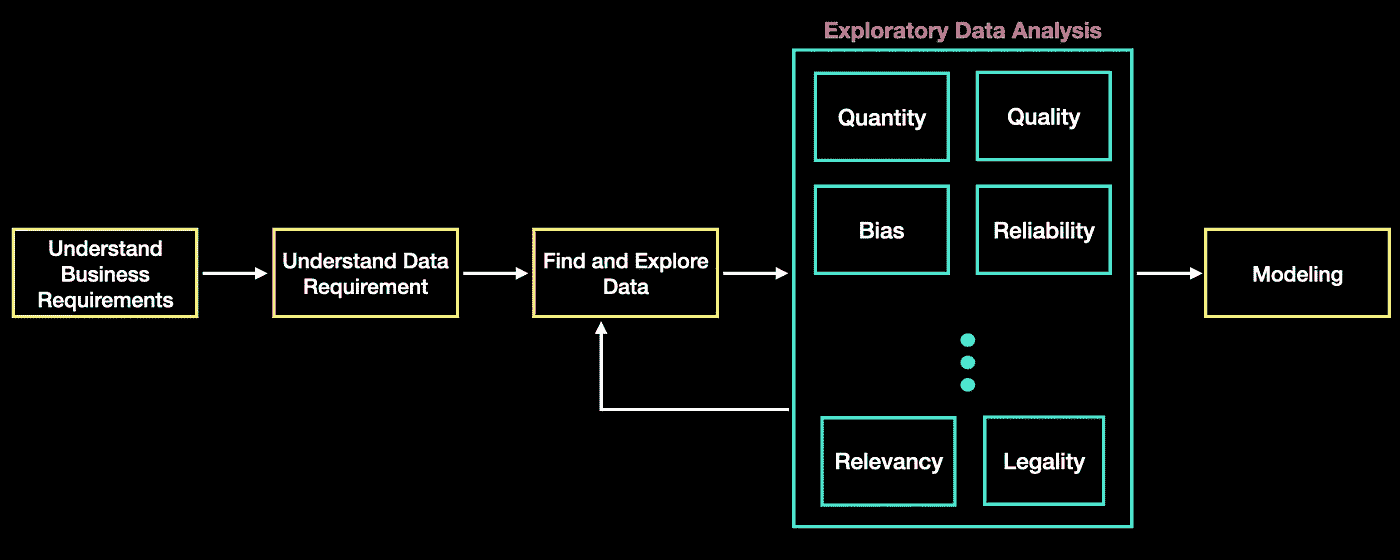 Exploratory Data Analysis
Quantity
Quality
Bias
Reliability
Understand
Business
Requirements
Understand Data
Requirement
Find and Explore
Data
Modeling
Relevancy
Legality